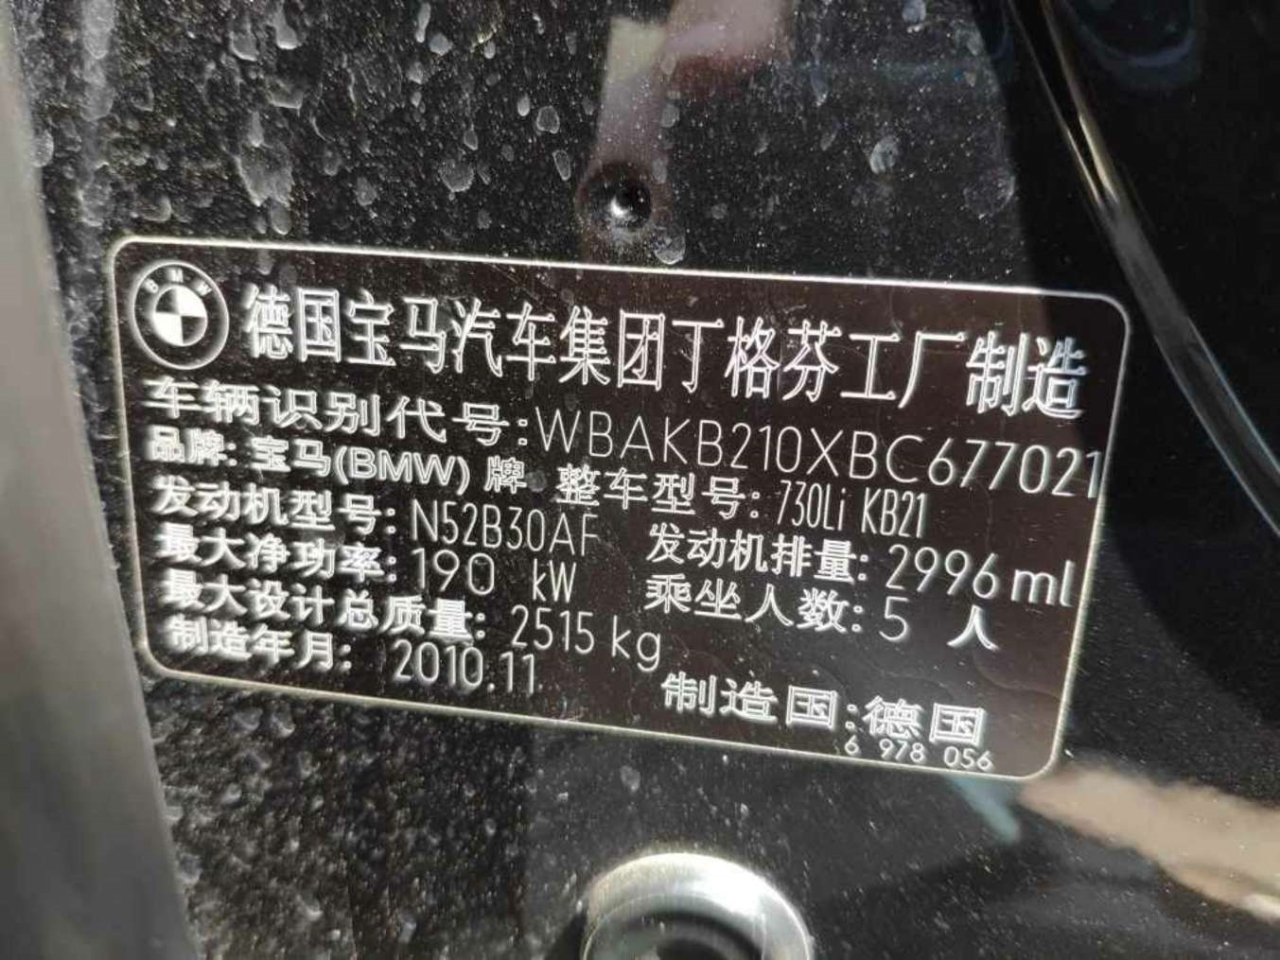 BMW
德国宝马汽车集团丁格芬工厂制造
车辆识别代号:WBAKB210XBC677021
品牌: 宝马(BMW) 牌 整车型号: 730Li KB21
发动机型号: N52B30AF 发动机排量: 2996 ml
最大净功率: 190 kW 乘坐人数: 5 人
最大设计总质量: 2515 kg
制造年月: 2010.11 制造国: 德国
6 978 056